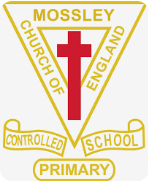 MOSSLEY
CHURCH OF ENGLAND
CONTROLLED SCHOOL
PRIMARY